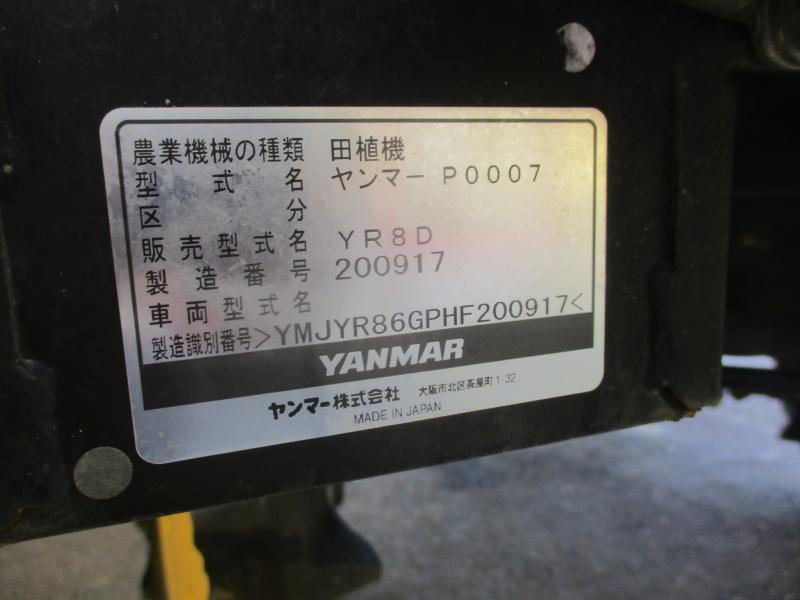 農業機械の種類 田植機
型式名 ヤンマー P0007
区分
販売型式名 YR8D
製造番号 200917
車両型式名
製造識別番号 >YMJYR86GPHF200917<
YANMAR
ヤンマー株式会社 大阪市北区茶屋町1-32
MADE IN JAPAN